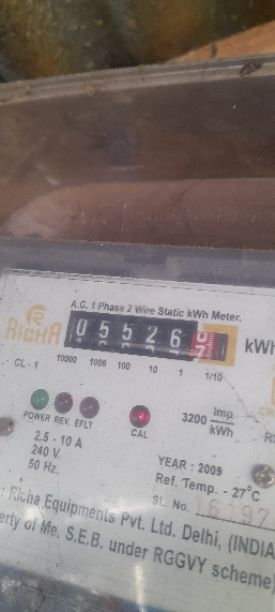 A.C. 1 Phase 2 Wire Static kWh Meter.
RICHA
05526
kWh
CL - 1 10000 1000 100 10 1 1/10
POWER REV. EFLT
CAL
3200 imp/kWh
2.5 - 10 A
240 V.
50 Hz.
YEAR : 2009
Ref. Temp. - 27°C
SL. No. 16197
: Richa Equipments Pvt. Ltd. Delhi, (INDIA
erty of Me. S.E.B. under RGGVY scheme